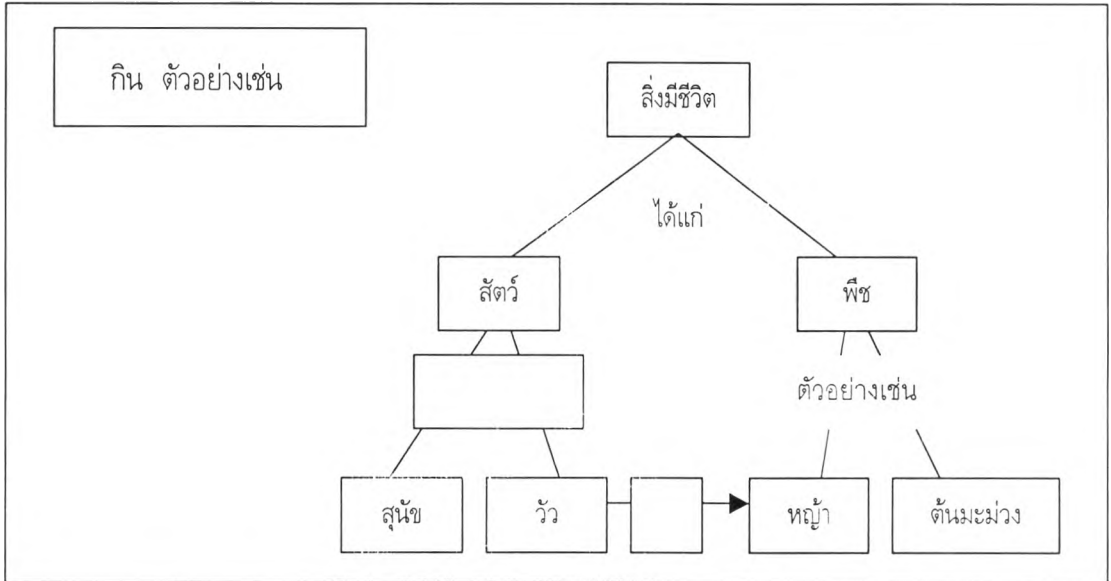 กิน ตัวอย่างเช่น
สิ่งมีชีวิต
ได้แก่
สัตว์
พืช
ตัวอย่างเช่น
สุนัข
วัว
หญ้า
ต้นมะม่วง